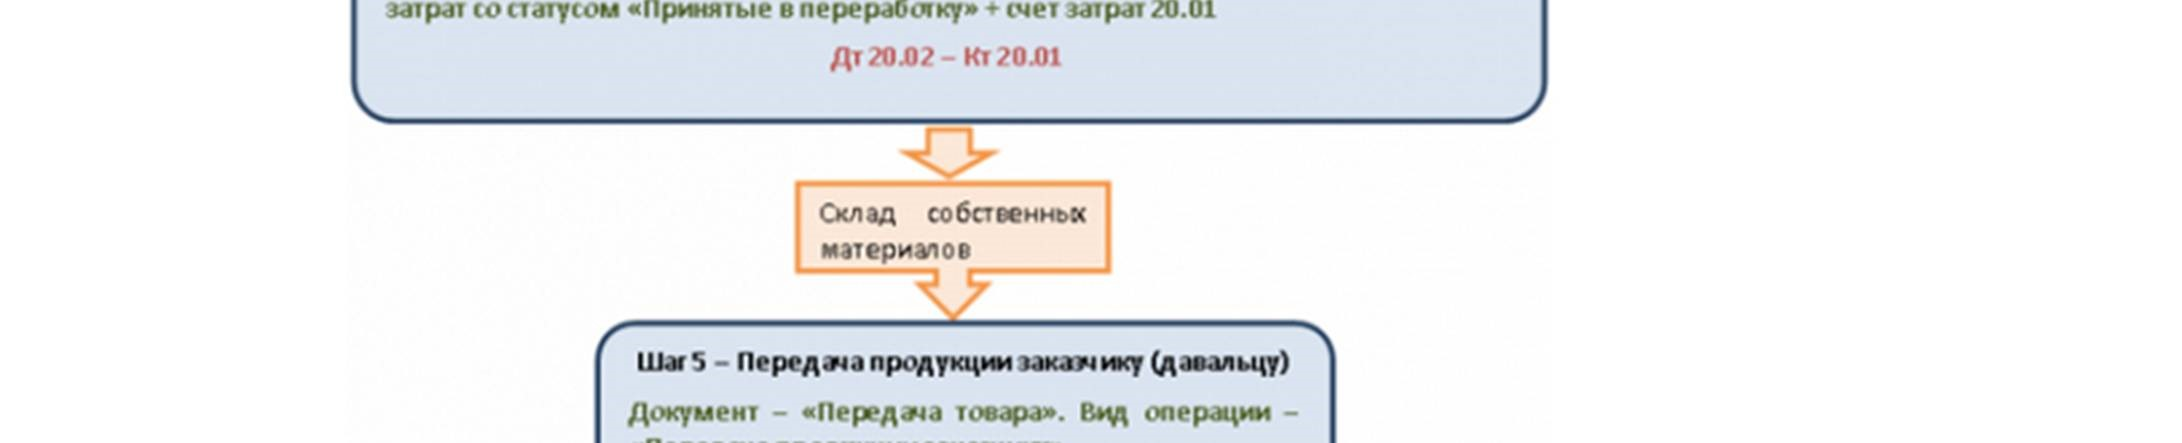 затрат со статусом «Принятые в переработку» + счет затрат 20.01
Дт 20.02 – Кт 20.01
Склад собственных
материалов
Шаг 5 – Передача продукции заказчику (давальцу)
Документ – «Передача товара». Вид операции –